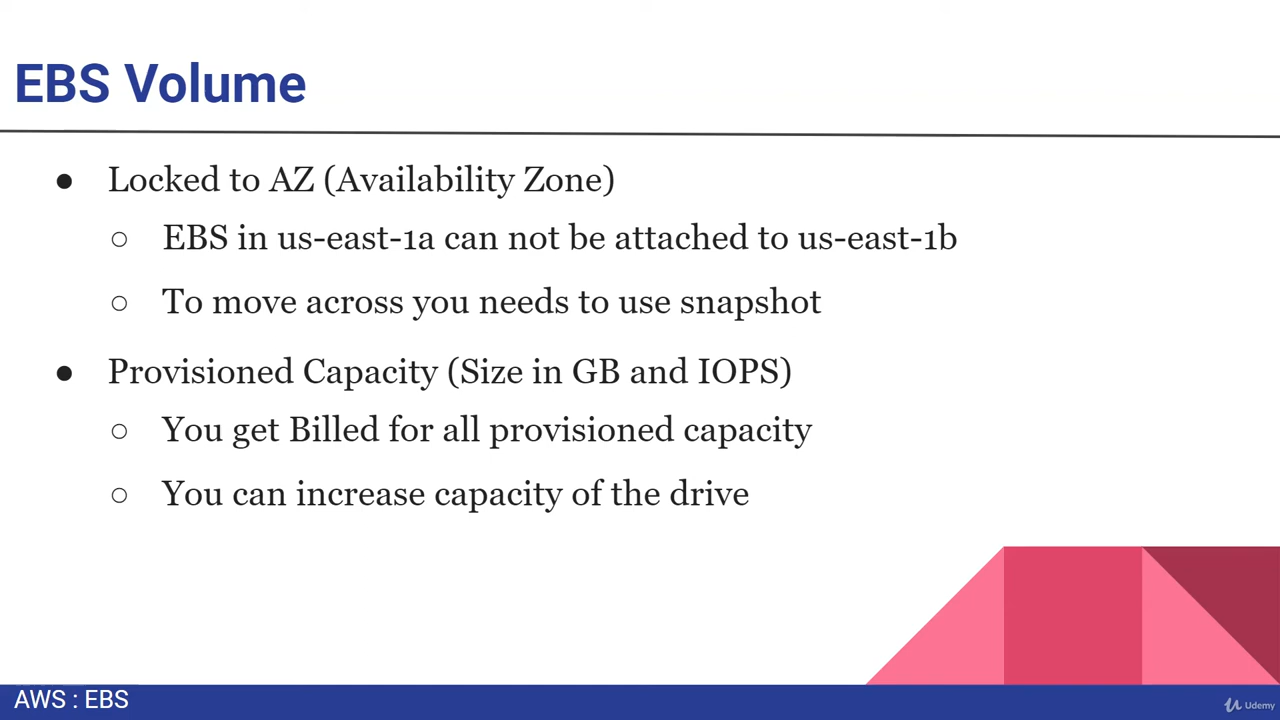 EBS Volume
● Locked to AZ (Availability Zone)
○ EBS in us-east-1a can not be attached to us-east-1b
○ To move across you needs to use snapshot
● Provisioned Capacity (Size in GB and IOPS)
○ You get Billed for all provisioned capacity
○ You can increase capacity of the drive
AWS : EBS
Udemy